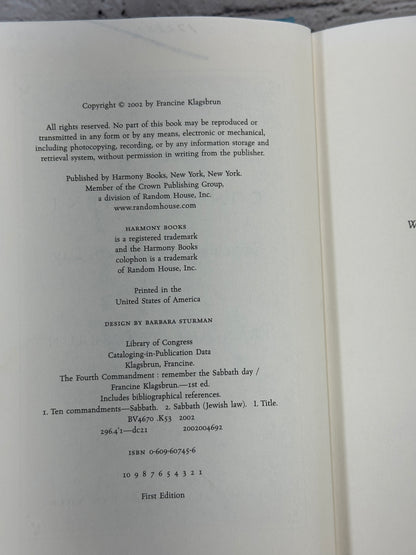 Copyright © 2002 by Francine Klagsbrun
All rights reserved. No part of this book may be reproduced or
transmitted in any form or by any means, electronic or mechanical,
including photocopying, recording, or by any information storage and
retrieval system, without permission in writing from the publisher.
Published by Harmony Books, New York, New York.
Member of the Crown Publishing Group,
a division of Random House, Inc.
www.randomhouse.com
HARMONY BOOKS
is a registered trademark
and the Harmony Books
colophon is a trademark
of Random House, Inc.
Printed in the
United States of America
DESIGN BY BARBARA STURMAN
Library of Congress
Cataloging-in-Publication Data
Klagsbrun, Francine.
The Fourth Commandment : remember the Sabbath day /
Francine Klagsbrun.—1st ed.
Includes bibliographical references.
1. Ten commandments—Sabbath. 2. Sabbath (Jewish law). I. Title.
BV4670 .K53 2002
296.4'1—dc21 2002004692
ISBN 0-609-60745-6
10 9 8 7 6 5 4 3 2 1
First Edition